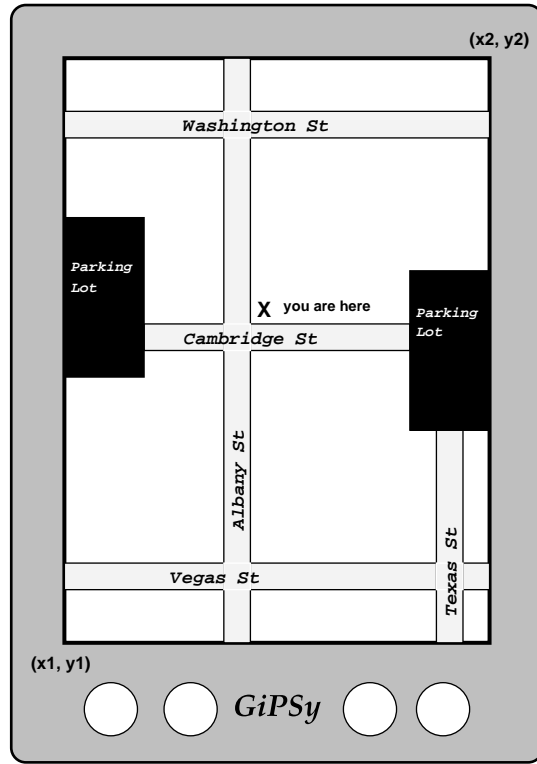 (x2, y2)
Washington St
Parking
Lot
X you are here
Parking
Lot
Cambridge St
Albany St
Vegas St
Texas St
(x1, y1)
GiPSy